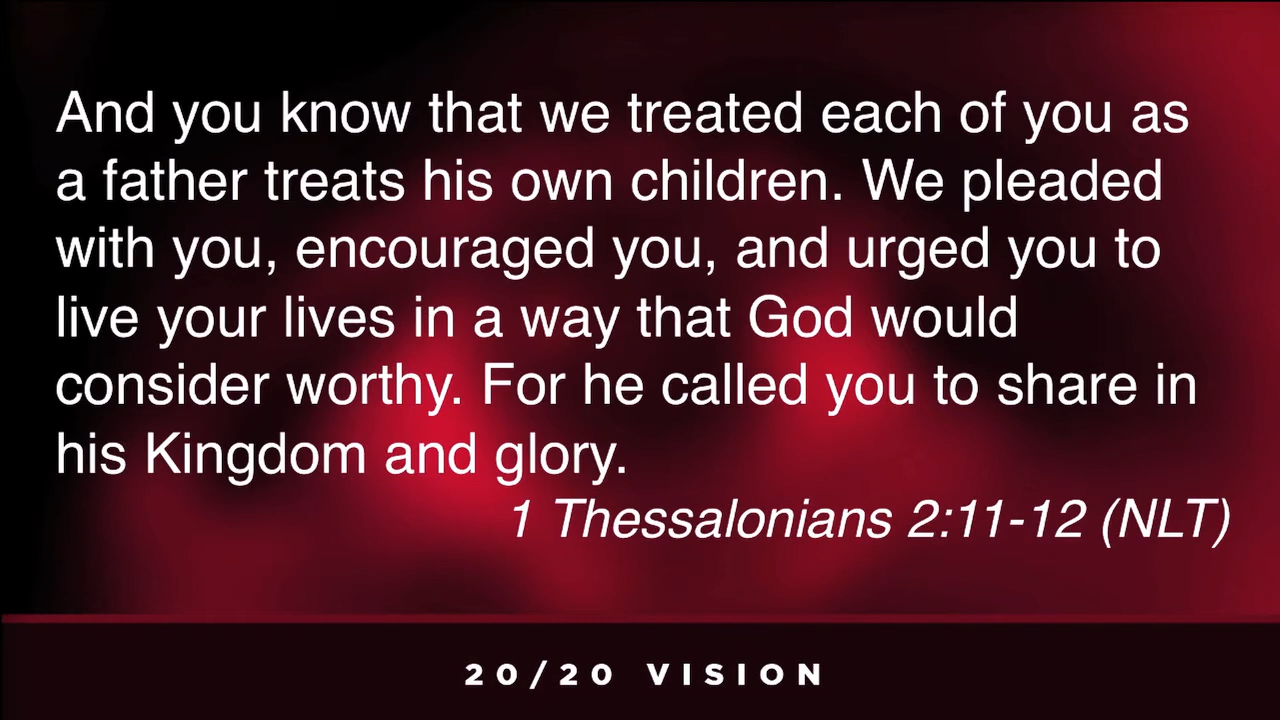 And you know that we treated each of you as
a father treats his own children. We pleaded
with you, encouraged you, and urged you to
live your lives in a way that God would
consider worthy. For he called you to share in
his Kingdom and glory.
1 Thessalonians 2:11-12 (NLT)
20/20 VISION